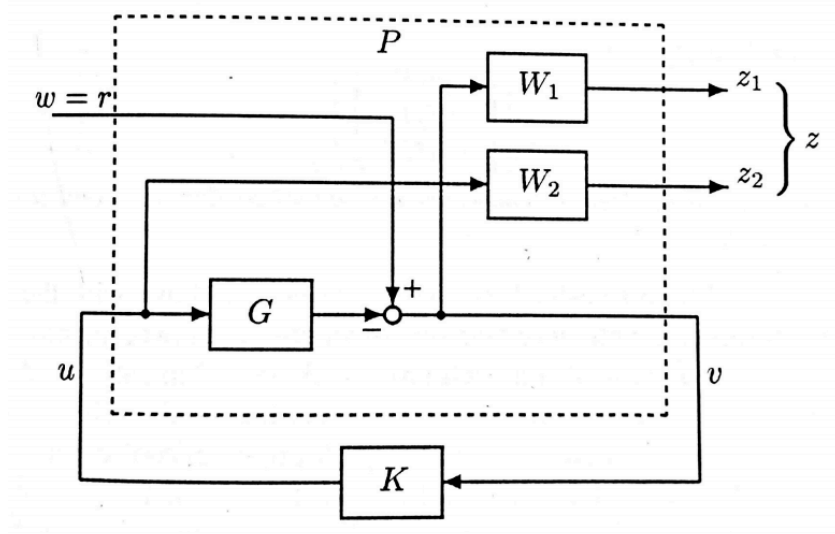 P
W₁
z₁
w = r
z
W₂
z₂
+
G
−
u
v
K